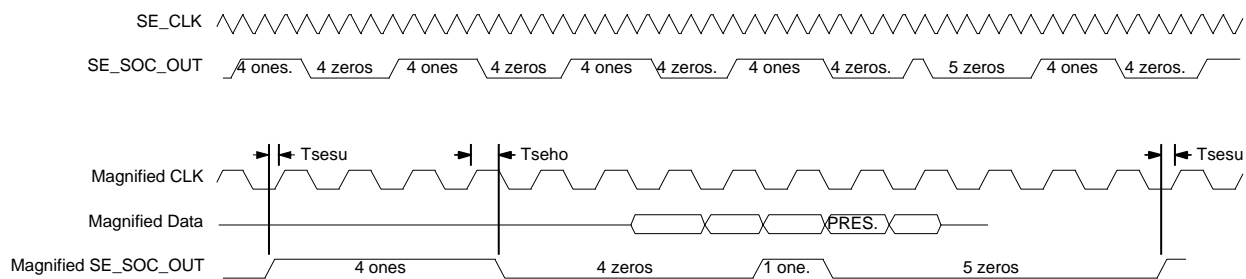 SE_CLK
SE_SOC_OUT 4 ones. 4 zeros 4 ones 4 zeros 4 ones 4 zeros. 4 ones 4 zeros. 5 zeros 4 ones 4 zeros.
Tsesu Tseho Tsesu
Magnified CLK
Magnified Data PRES.
Magnified SE_SOC_OUT 4 ones 4 zeros 1 one. 5 zeros